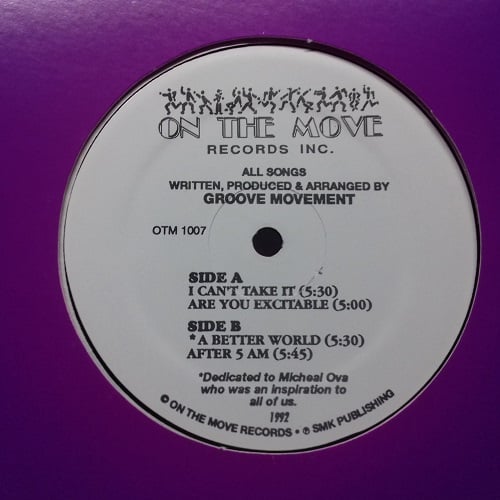 ON THE MOVE
RECORDS INC.
ALL SONGS
WRITTEN, PRODUCED & ARRANGED BY
GROOVE MOVEMENT
OTM 1007
SIDE A
I CAN'T TAKE IT (5:30)
ARE YOU EXCITABLE (5:00)
SIDE B
*A BETTER WORLD (5:30)
AFTER 5 AM (5:45)
*Dedicated to Micheal Ova
who was an inspiration to
all of us.
1992
© ON THE MOVE RECORDS • ℗ SMK PUBLISHING